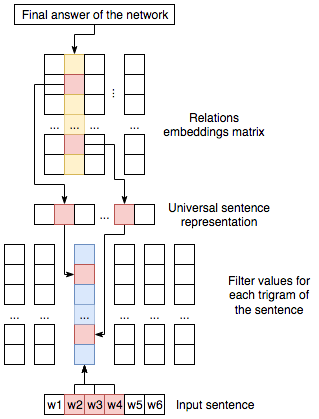 Final answer of the network
...
... ... ...
...
Relations
embeddings matrix
...
Universal sentence
representation
Filter values for
each trigram of
the sentence
... ... ... ... ... ...
w1 w2 w3 w4 w5 w6
Input sentence